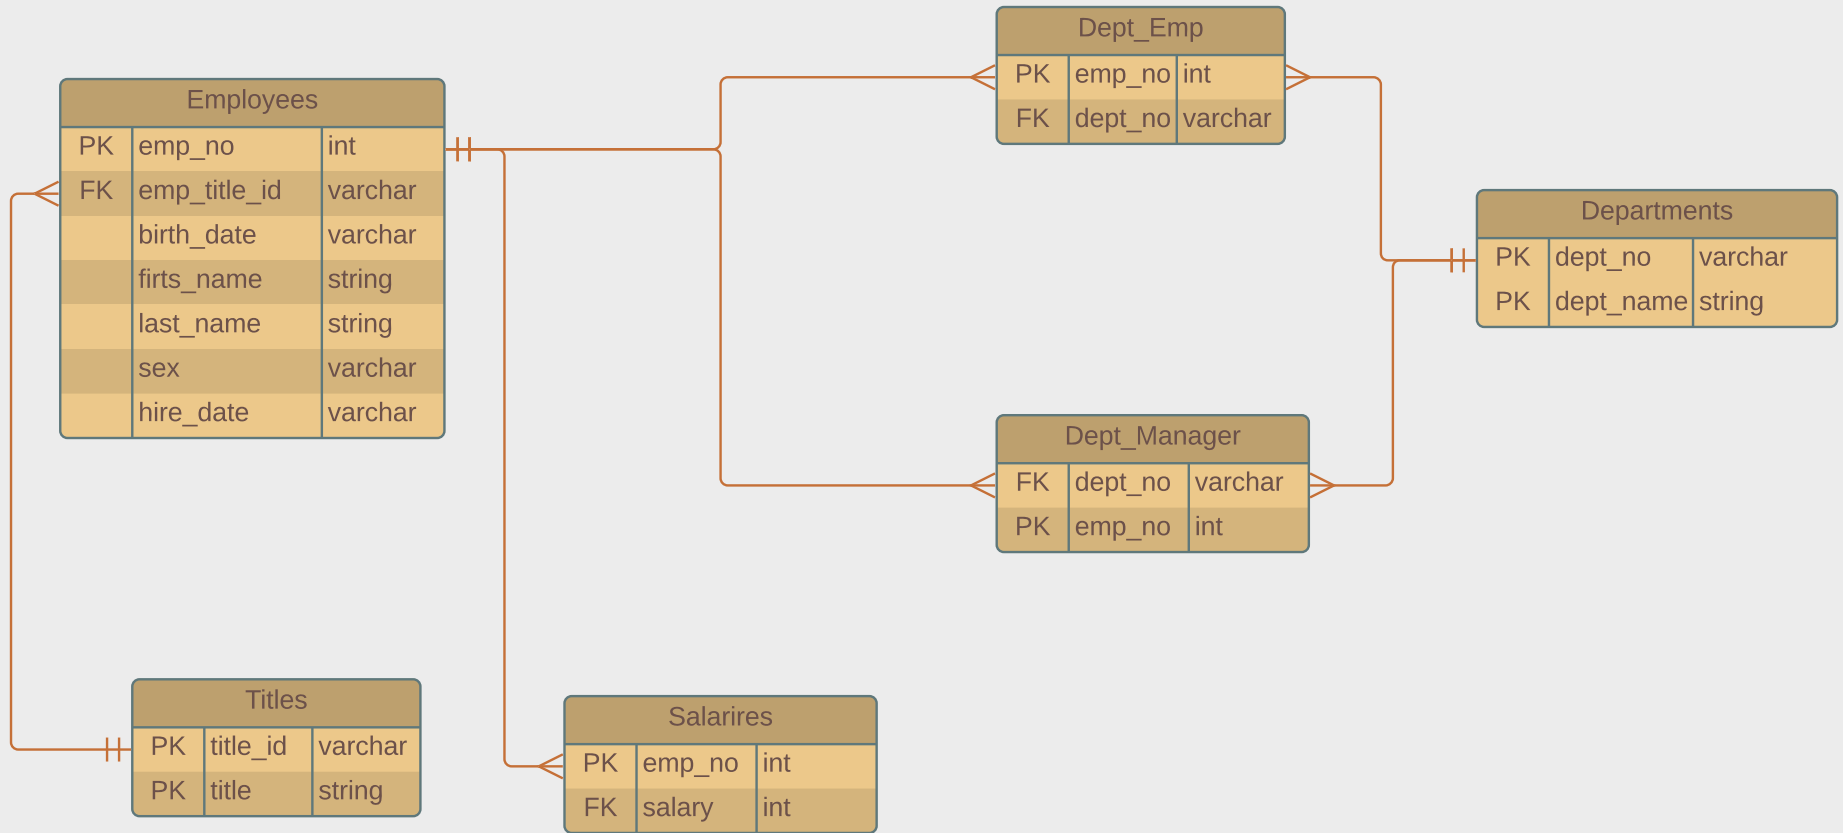 Employees
PK emp_no int
FK emp_title_id varchar
birth_date varchar
firts_name string
last_name string
sex varchar
hire_date varchar
Dept_Emp
PK emp_no int
FK dept_no varchar
Departments
PK dept_no varchar
PK dept_name string
Dept_Manager
FK dept_no varchar
PK emp_no int
Titles
PK title_id varchar
PK title string
Salarires
PK emp_no int
FK salary int